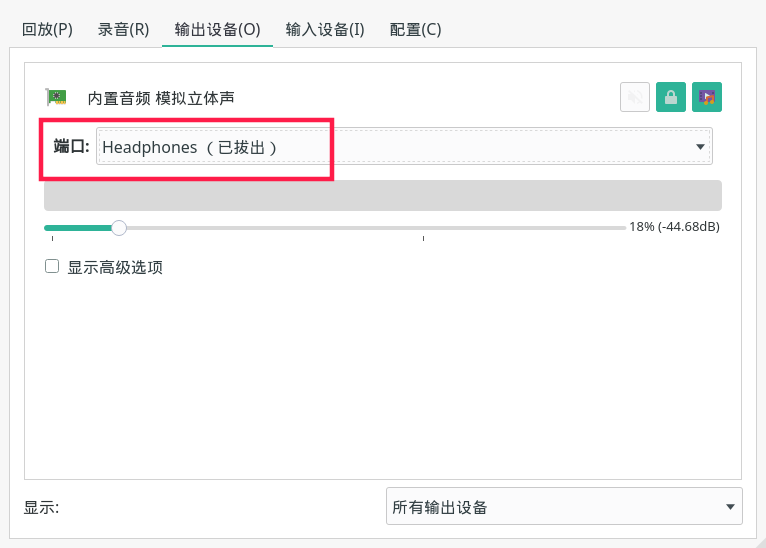 回放(P) 录音(R) 输出设备(O) 输入设备(I) 配置(C)
内置音频 模拟立体声
端口: Headphones（已拔出）
18% (-44.68dB)
显示高级选项
显示: 所有输出设备